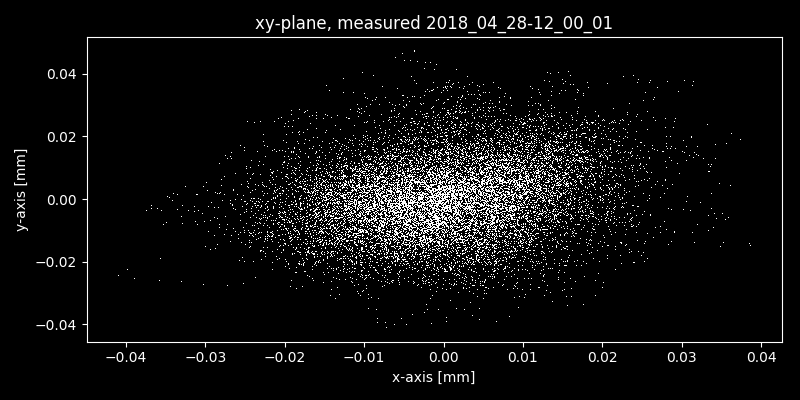 xy-plane, measured 2018_04_28-12_00_01
y-axis [mm]
0.04
0.02
0.00
−0.02
−0.04
−0.04 −0.03 −0.02 −0.01 0.00 0.01 0.02 0.03 0.04
x-axis [mm]